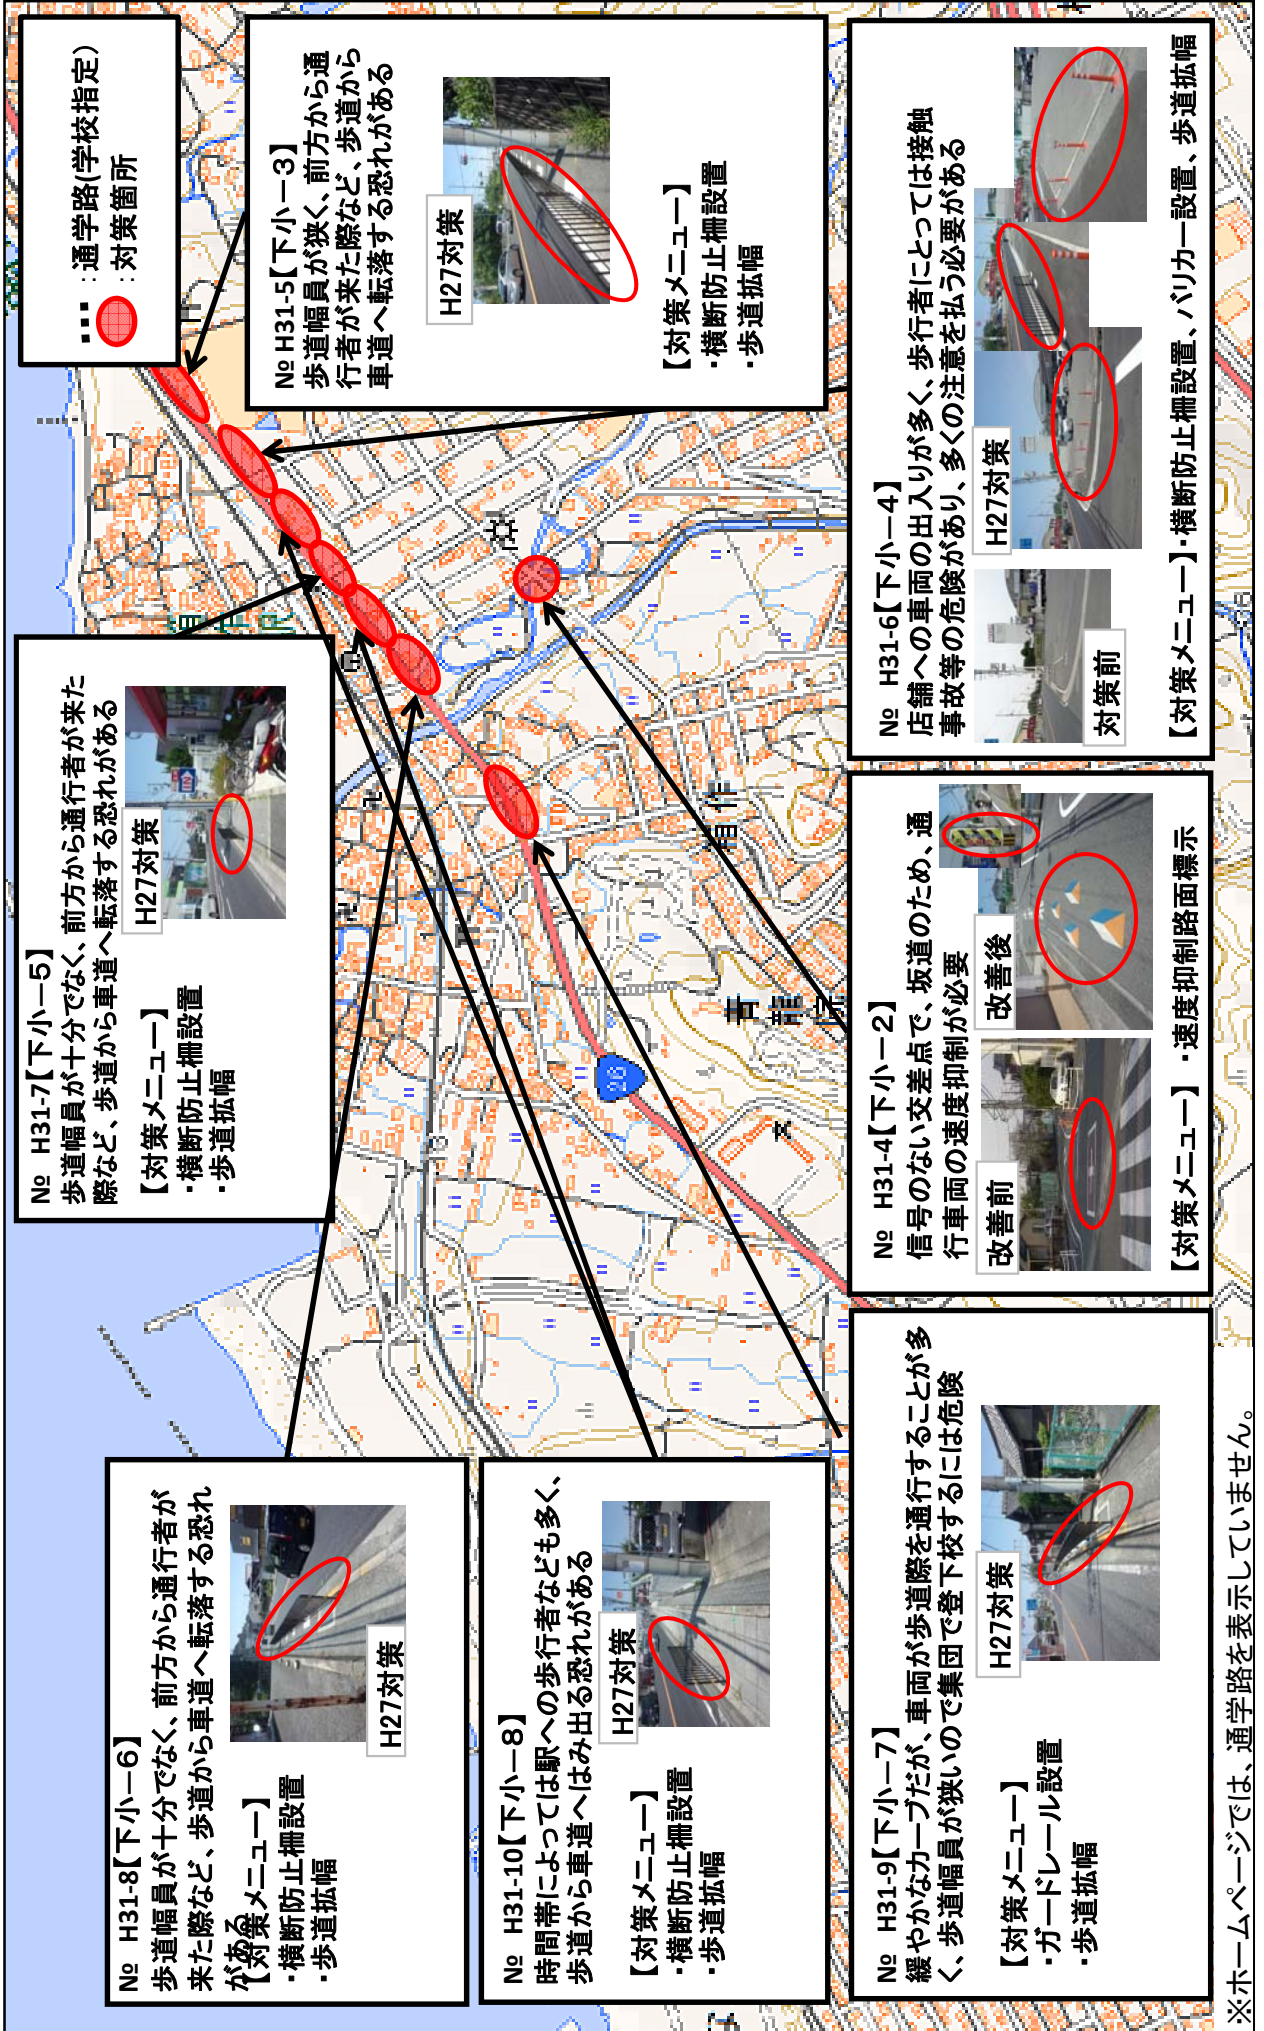 ▪▪▪:通学路(学校指定)
:対策箇所
№ H31-5【下小ー3】
歩道幅員が狭く、前方から通
行者が来た際など、歩道から
車道へ転落する恐れがある
H27対策
【対策メニュー】
・横断防止柵設置
・歩道拡幅
№ H31-6【下小ー4】
店舗への車両の出入りが多く、歩行者にとっては接触
事故等の危険があり、多くの注意を払う必要がある
対策前
H27対策
【対策メニュー】・横断防止柵設置、バリカー設置、歩道拡幅
№ H31-7【下小ー5】
歩道幅員が十分でなく、前方から通行者が来た
際など、歩道から車道へ転落する恐れがある
H27対策
【対策メニュー】
・横断防止柵設置
・歩道拡幅
№ H31-4【下小ー2】
信号のない交差点で、坂道のため、通
行車両の速度抑制が必要
改善前
改善後
【対策メニュー】 ・速度抑制路面標示
№ H31-8【下小ー6】
歩道幅員が十分でなく、前方から通行者が
来た際など、歩道から車道へ転落する恐れ
がある
【対策メニュー】
・横断防止柵設置
・歩道拡幅
H27対策
№ H31-10【下小ー8】
時間帯によっては駅への歩行者なども多く、
歩道から車道へはみ出る恐れがある
H27対策
【対策メニュー】
・横断防止柵設置
・歩道拡幅
№ H31-9【下小ー7】
緩やかなカーブだが、車両が歩道際を通行することが多
く、歩道幅員が狭いので集団で登下校するには危険
H27対策
【対策メニュー】
・ガードレール設置
・歩道拡幅
26
※ホームページでは、通学路を表示していません。